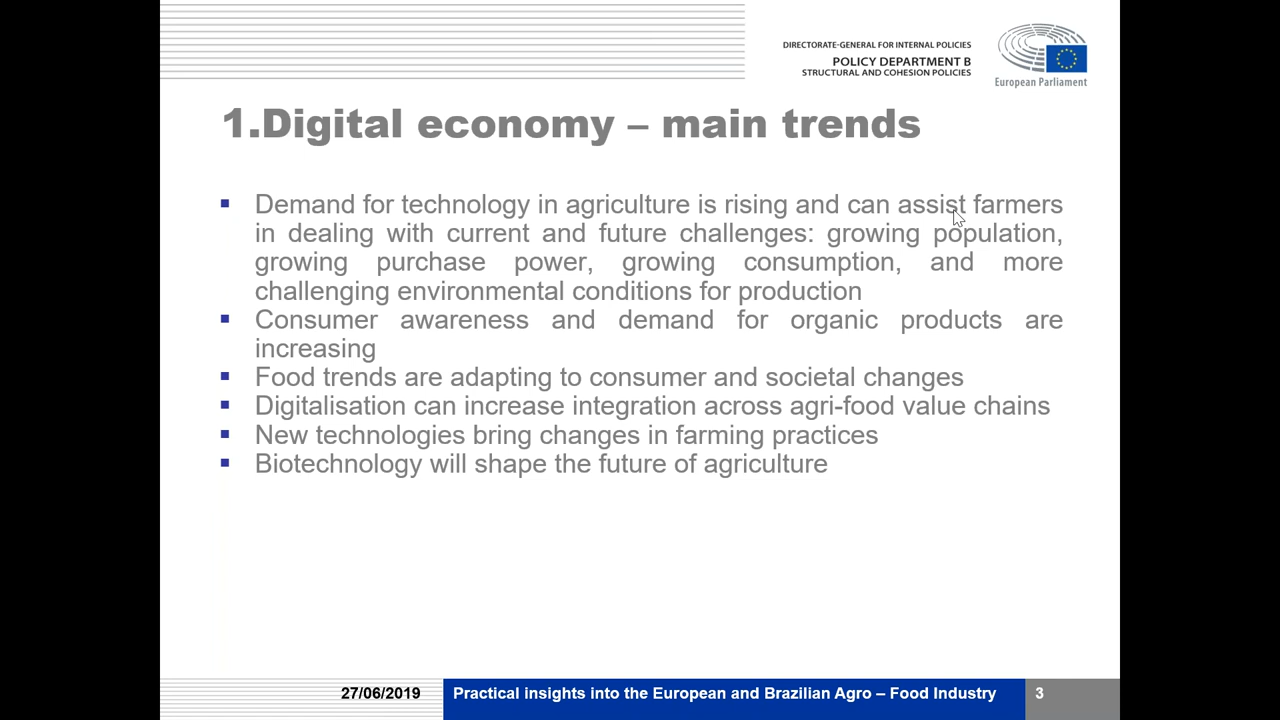 DIRECTORATE-GENERAL FOR INTERNAL POLICIES
POLICY DEPARTMENT B
STRUCTURAL AND COHESION POLICIES
European Parliament
1.Digital economy – main trends
▪ Demand for technology in agriculture is rising and can assist farmers
in dealing with current and future challenges: growing population,
growing purchase power, growing consumption, and more
challenging environmental conditions for production
▪ Consumer awareness and demand for organic products are
increasing
▪ Food trends are adapting to consumer and societal changes
▪ Digitalisation can increase integration across agri-food value chains
▪ New technologies bring changes in farming practices
▪ Biotechnology will shape the future of agriculture
27/06/2019
Practical insights into the European and Brazilian Agro – Food Industry
3